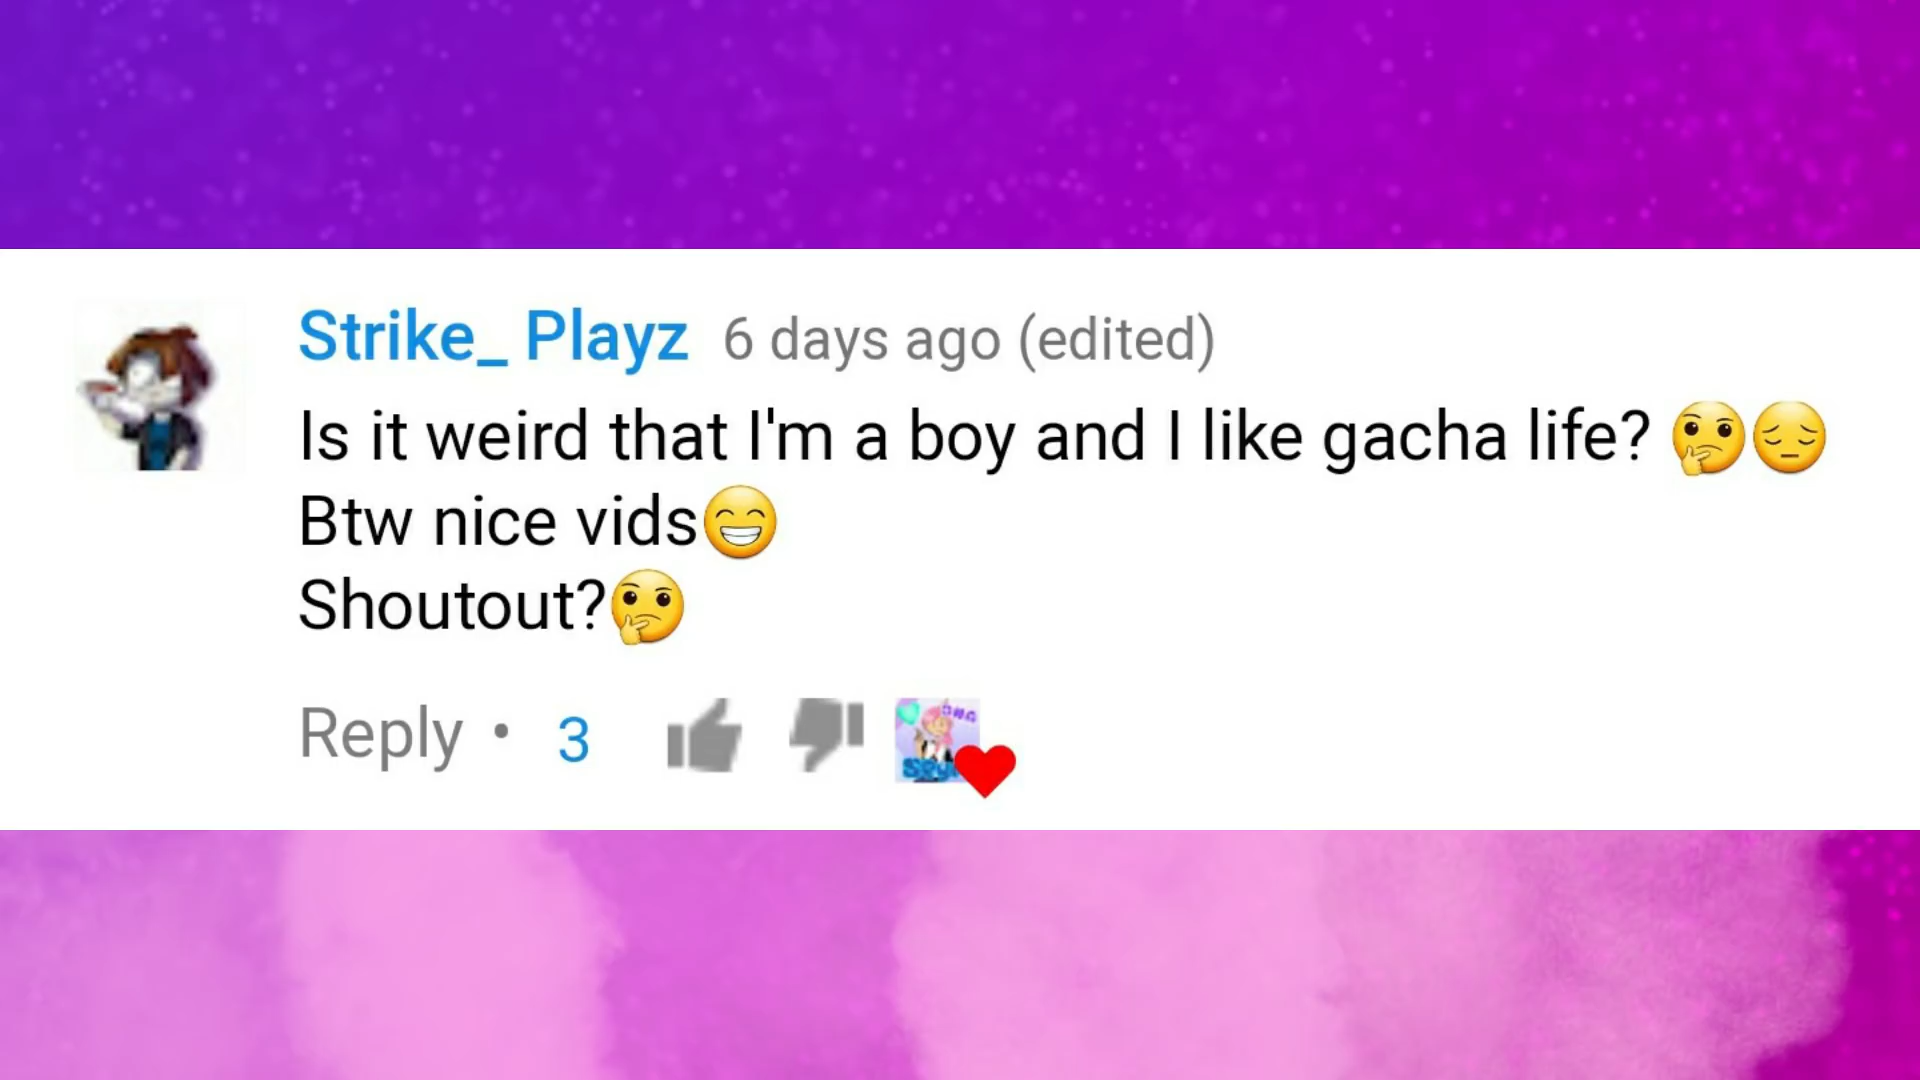 Strike_ Playz 6 days ago (edited)
Is it weird that I'm a boy and I like gacha life? 🤔😔
Btw nice vids😁
Shoutout?🤔
Reply • 3